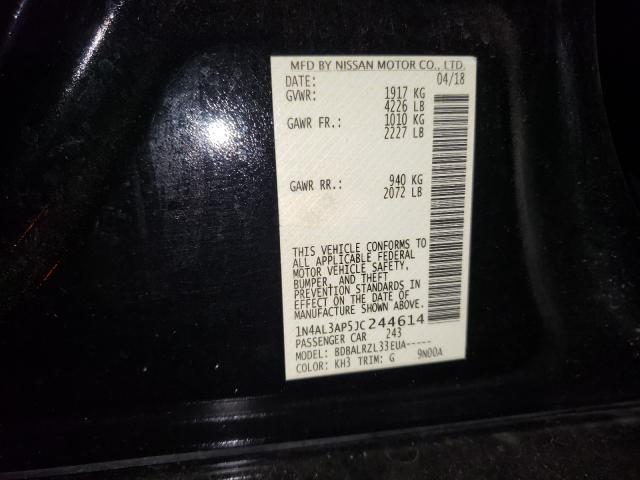 MFD BY NISSAN MOTOR CO., LTD.
DATE: 04/18
GVWR: 1917 KG
4226 LB
GAWR FR.: 1010 KG
2227 LB
GAWR RR.: 940 KG
2072 LB
THIS VEHICLE CONFORMS TO
ALL APPLICABLE FEDERAL
MOTOR VEHICLE SAFETY,
BUMPER, AND THEFT
PREVENTION STANDARDS IN
EFFECT ON THE DATE OF
MANUFACTURE SHOWN ABOVE.
1N4AL3AP5JC244614
PASSENGER CAR 243
MODEL: BDBALRZL33EUA-----
COLOR: KH3 TRIM: G 9N00A